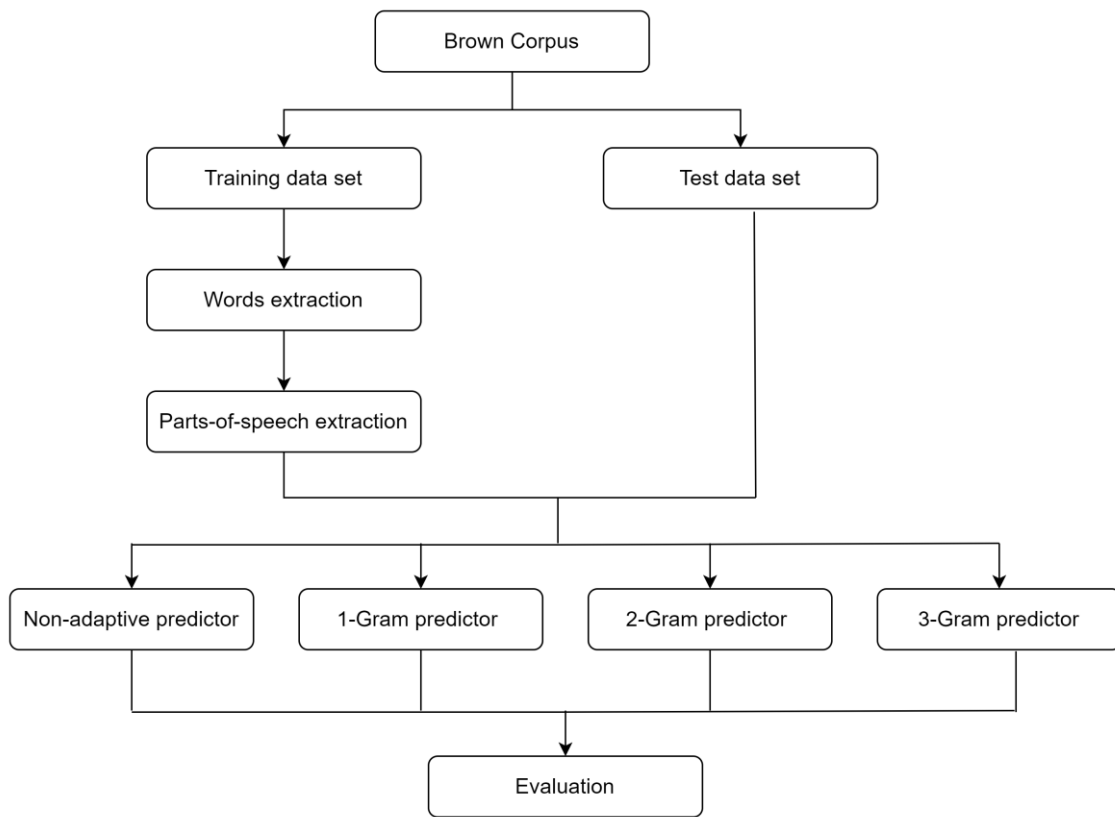 Brown Corpus
Training data set
Test data set
Words extraction
Parts-of-speech extraction
Non-adaptive predictor
1-Gram predictor
2-Gram predictor
3-Gram predictor
Evaluation